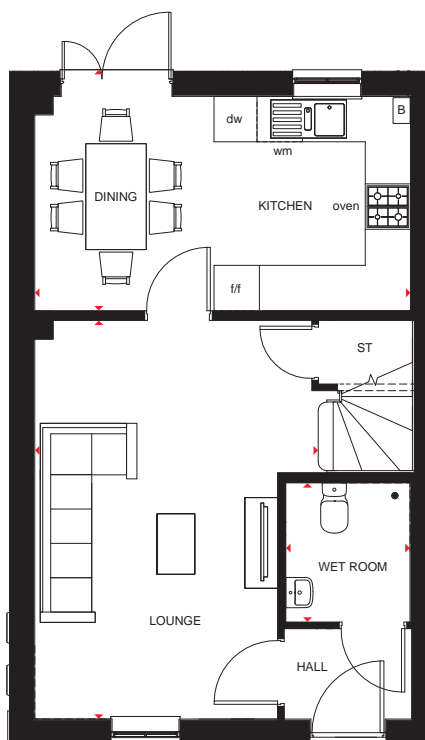 dw
B
wm
DINING
KITCHEN
oven
f/f
ST
WET ROOM
LOUNGE
HALL